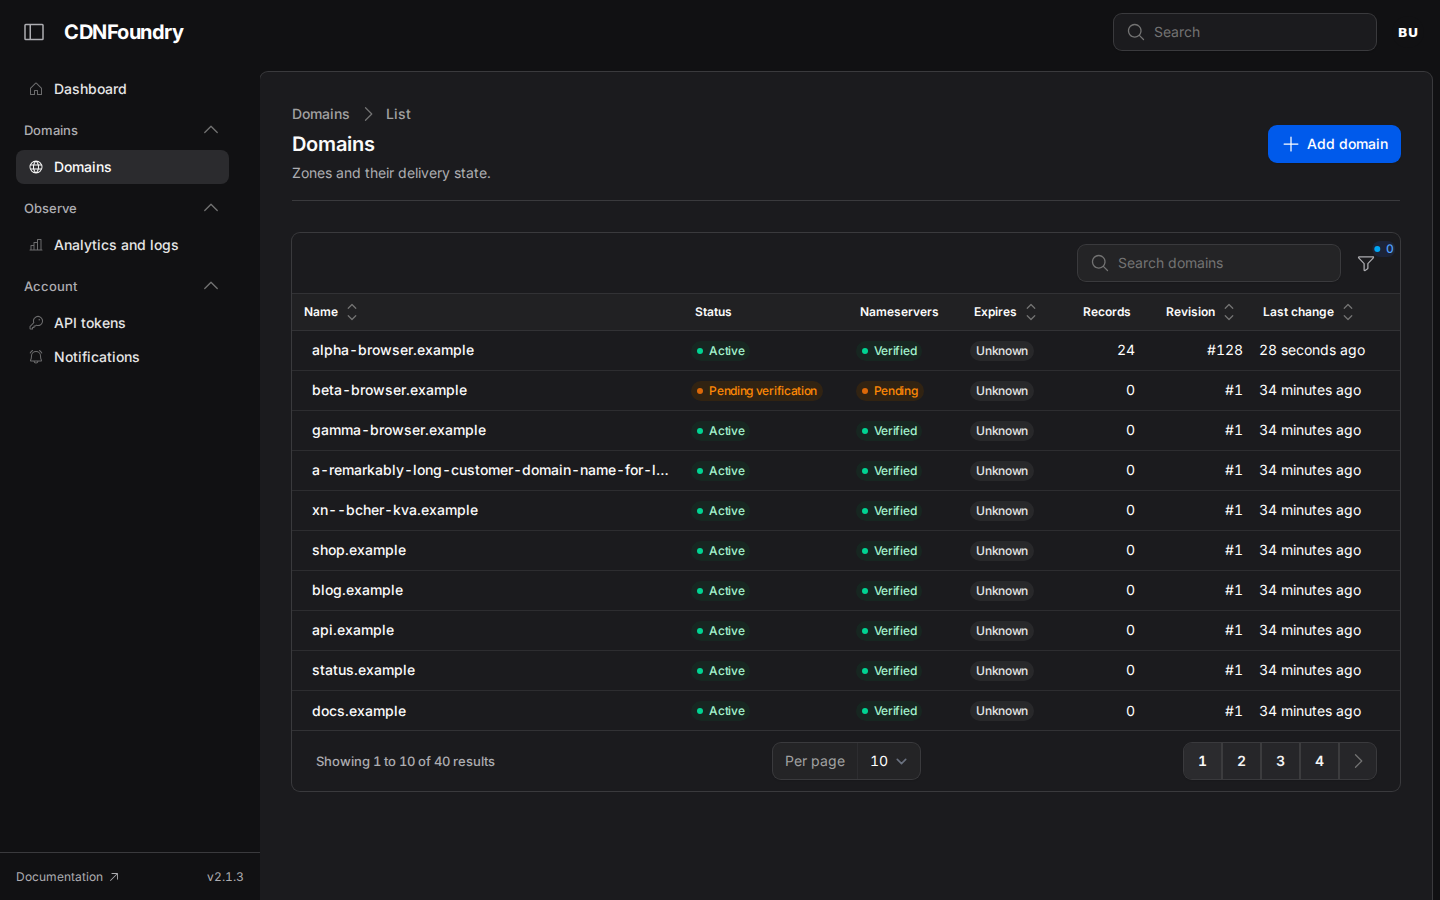 CDNFoundry
Search
BU
Dashboard
Domains
Domains
Observe
Analytics and logs
Account
API tokens
Notifications
Documentation
v2.1.3
Domains List
Domains
Zones and their delivery state.
Add domain
Search domains
0
Name Status Nameservers Expires Records Revision Last change
alpha-browser.example Active Verified Unknown 24 #128 28 seconds ago
beta-browser.example Pending verification Pending Unknown 0 #1 34 minutes ago
gamma-browser.example Active Verified Unknown 0 #1 34 minutes ago
a-remarkably-long-customer-domain-name-for-l... Active Verified Unknown 0 #1 34 minutes ago
xn--bcher-kva.example Active Verified Unknown 0 #1 34 minutes ago
shop.example Active Verified Unknown 0 #1 34 minutes ago
blog.example Active Verified Unknown 0 #1 34 minutes ago
api.example Active Verified Unknown 0 #1 34 minutes ago
status.example Active Verified Unknown 0 #1 34 minutes ago
docs.example Active Verified Unknown 0 #1 34 minutes ago
Showing 1 to 10 of 40 results
Per page 10
1 2 3 4